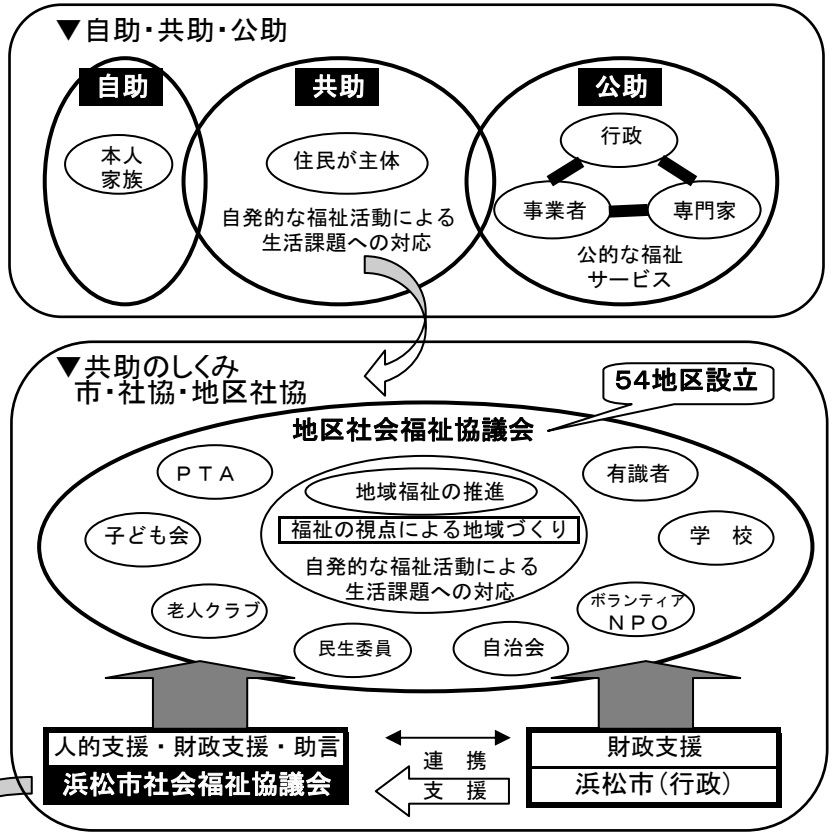 ▼自助・共助・公助
自助
共助
公助
本人
家族
住民が主体
自発的な福祉活動による
生活課題への対応
行政
事業者
専門家
公的な福祉
サービス
▼共助のしくみ
市・社協・地区社協
54地区設立
地区社会福祉協議会
PTA
有識者
子ども会
学 校
老人クラブ
ボランティア
NPO
民生委員
自治会
地域福祉の推進
福祉の視点による地域づくり
自発的な福祉活動による
生活課題への対応
人的支援・財政支援・助言
浜松市社会福祉協議会
連 携
支 援
財政支援
浜松市(行政)